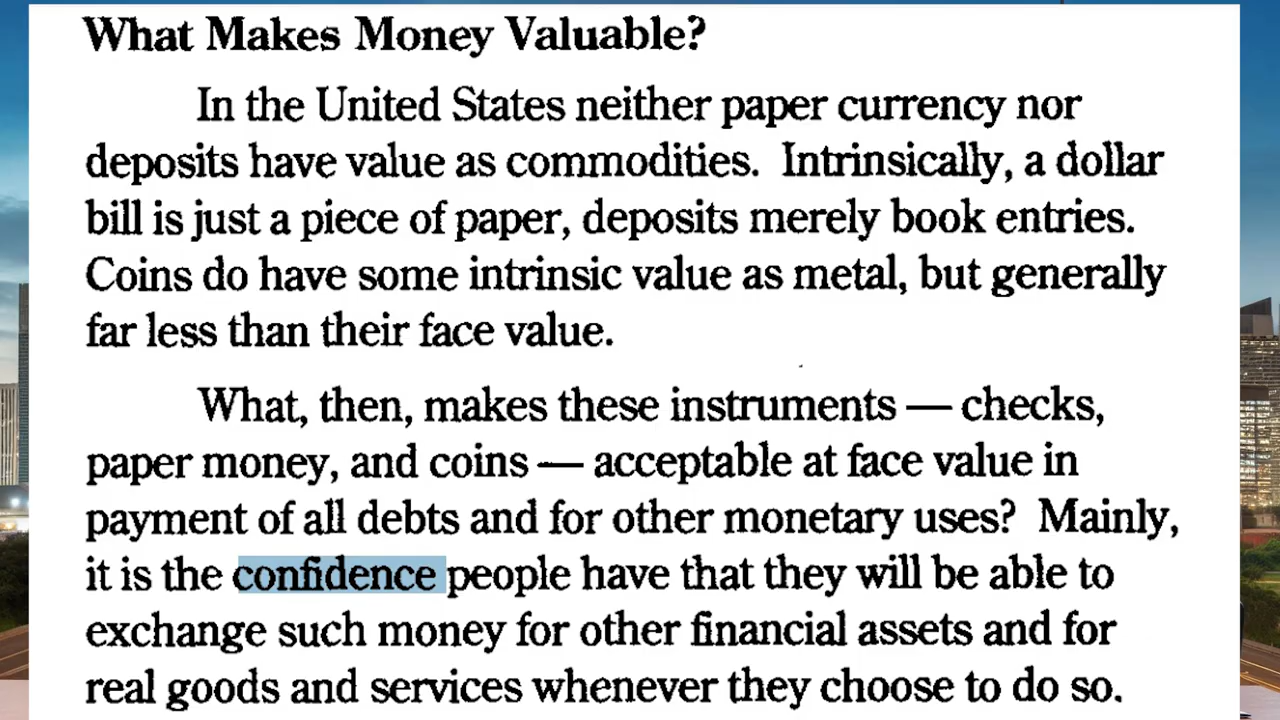 What Makes Money Valuable?
In the United States neither paper currency nor
deposits have value as commodities. Intrinsically, a dollar
bill is just a piece of paper, deposits merely book entries.
Coins do have some intrinsic value as metal, but generally
far less than their face value.
What, then, makes these instruments — checks,
paper money, and coins — acceptable at face value in
payment of all debts and for other monetary uses? Mainly,
it is the confidence people have that they will be able to
exchange such money for other financial assets and for
real goods and services whenever they choose to do so.